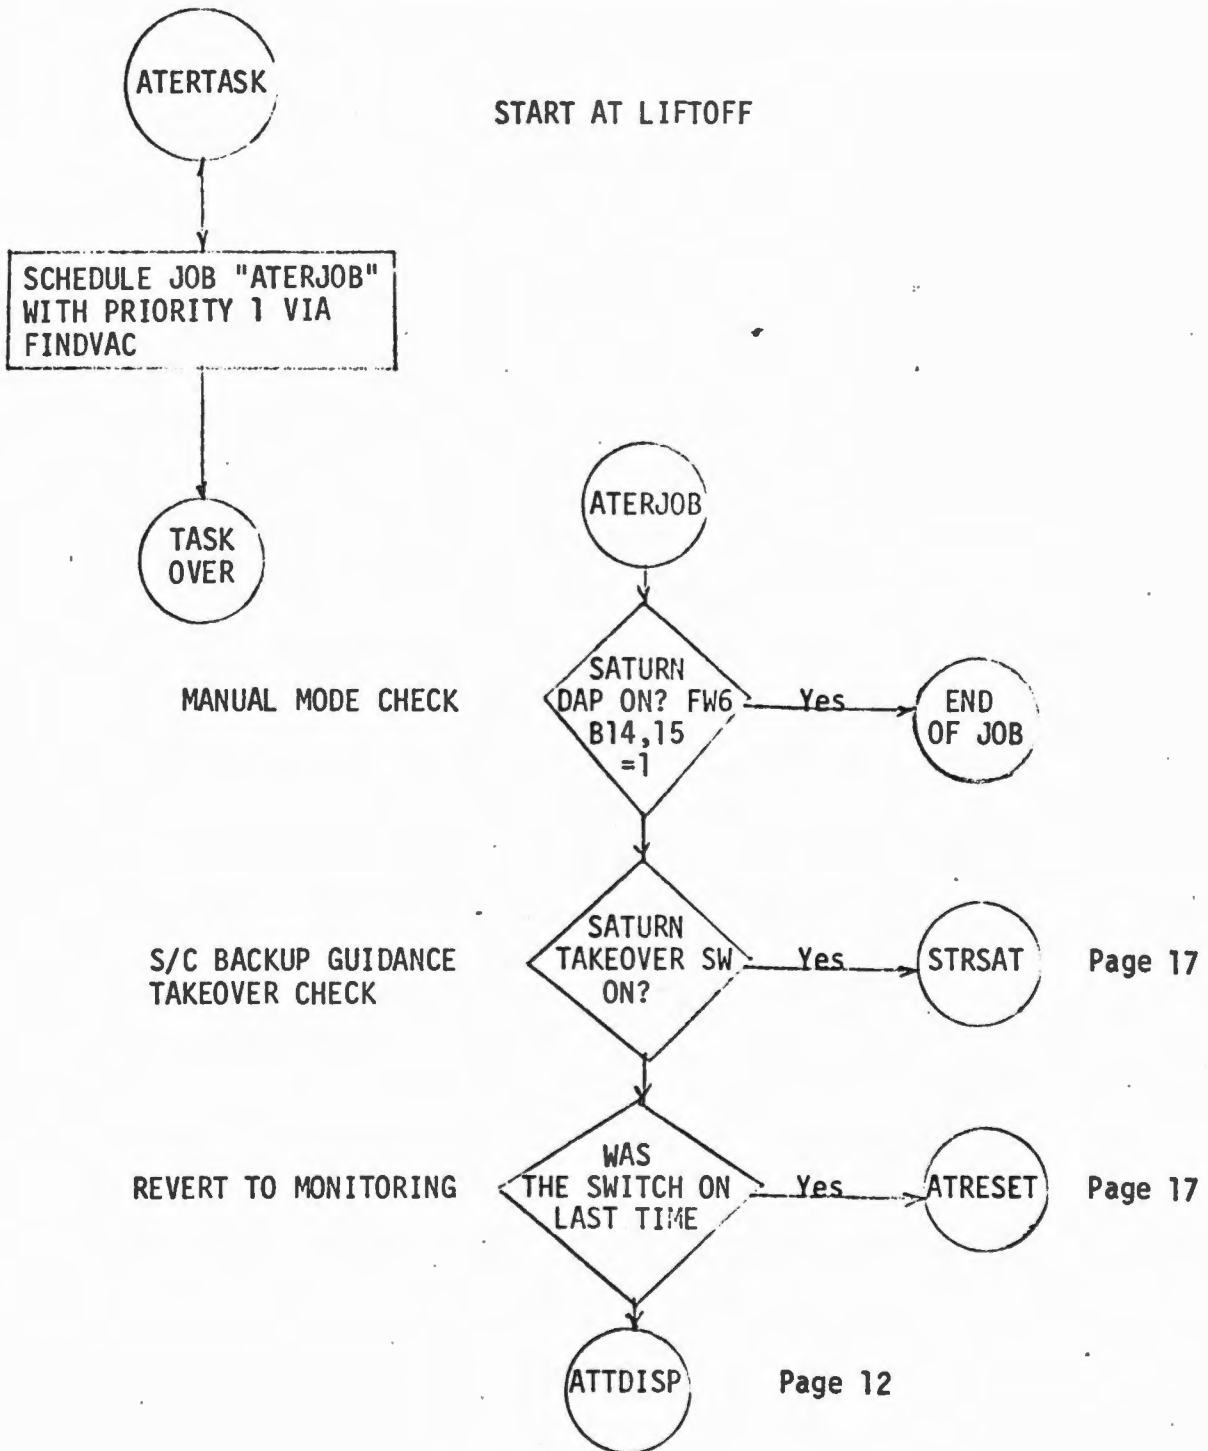 ATERTASK
START AT LIFTOFF
SCHEDULE JOB "ATERJOB"
WITH PRIORITY 1 VIA
FINDVAC
TASK
OVER
ATERJOB
MANUAL MODE CHECK
SATURN
DAP ON? FW6
B14,15
=1
Yes
END
OF JOB
S/C BACKUP GUIDANCE
TAKEOVER CHECK
SATURN
TAKEOVER SW
ON?
Yes
STRSAT
Page 17
REVERT TO MONITORING
WAS
THE SWITCH ON
LAST TIME
Yes
ATRESET
Page 17
ATTDISP
Page 12